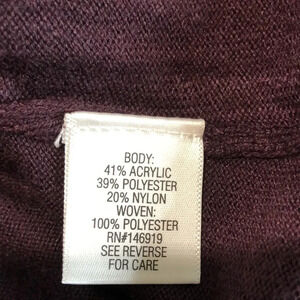 BODY:
41% ACRYLIC
39% POLYESTER
20% NYLON
WOVEN:
100% POLYESTER
RN#146919
SEE REVERSE
FOR CARE